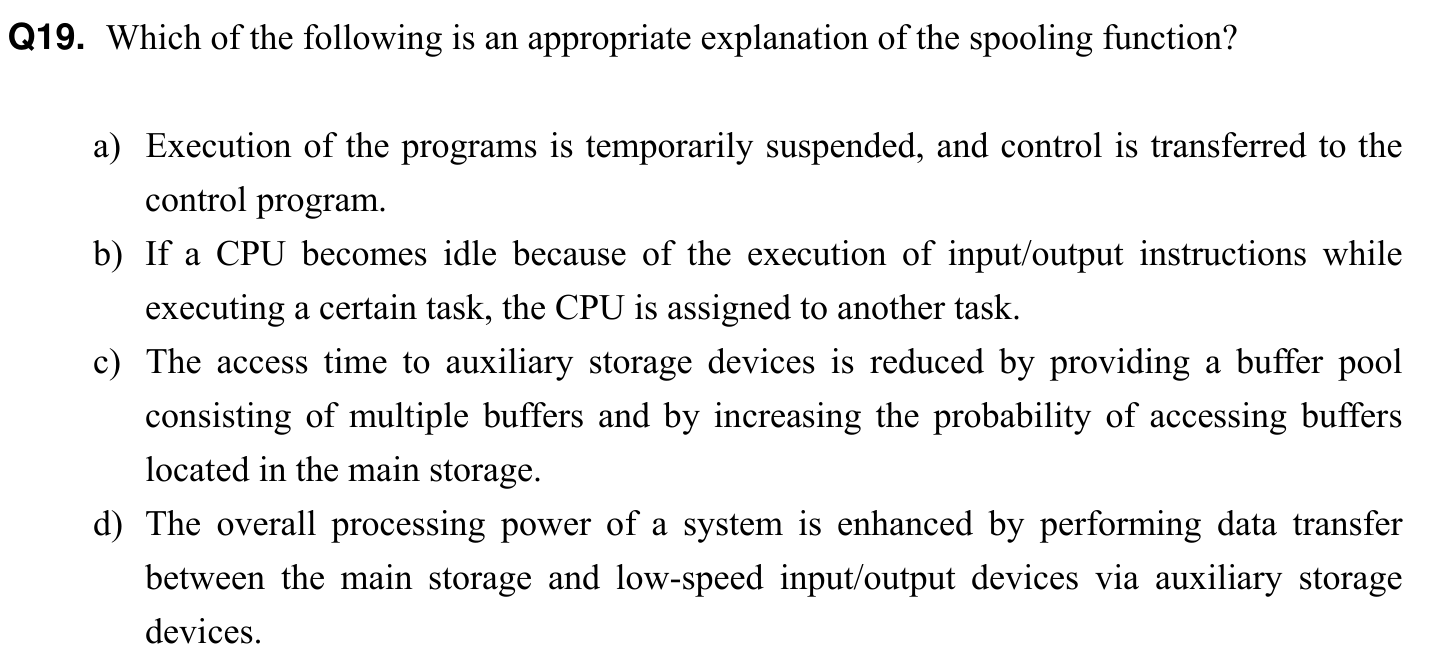 Q19. Which of the following is an appropriate explanation of the spooling function?
a) Execution of the programs is temporarily suspended, and control is transferred to the
control program.
b) If a CPU becomes idle because of the execution of input/output instructions while
executing a certain task, the CPU is assigned to another task.
c) The access time to auxiliary storage devices is reduced by providing a buffer pool
consisting of multiple buffers and by increasing the probability of accessing buffers
located in the main storage.
d) The overall processing power of a system is enhanced by performing data transfer
between the main storage and low-speed input/output devices via auxiliary storage
devices.